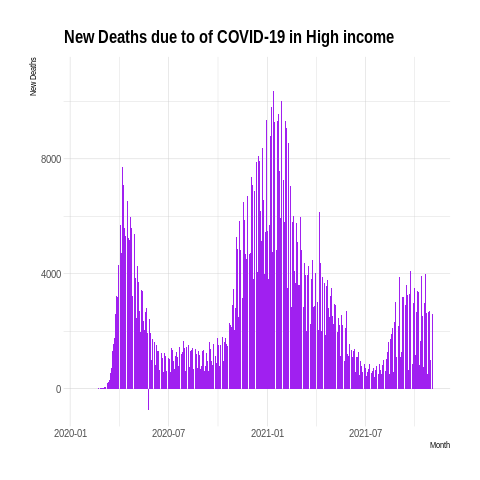 New Deaths due to of COVID-19 in High income
New Deaths
8000
4000
0
2020-01
2020-07
2021-01
2021-07
Month